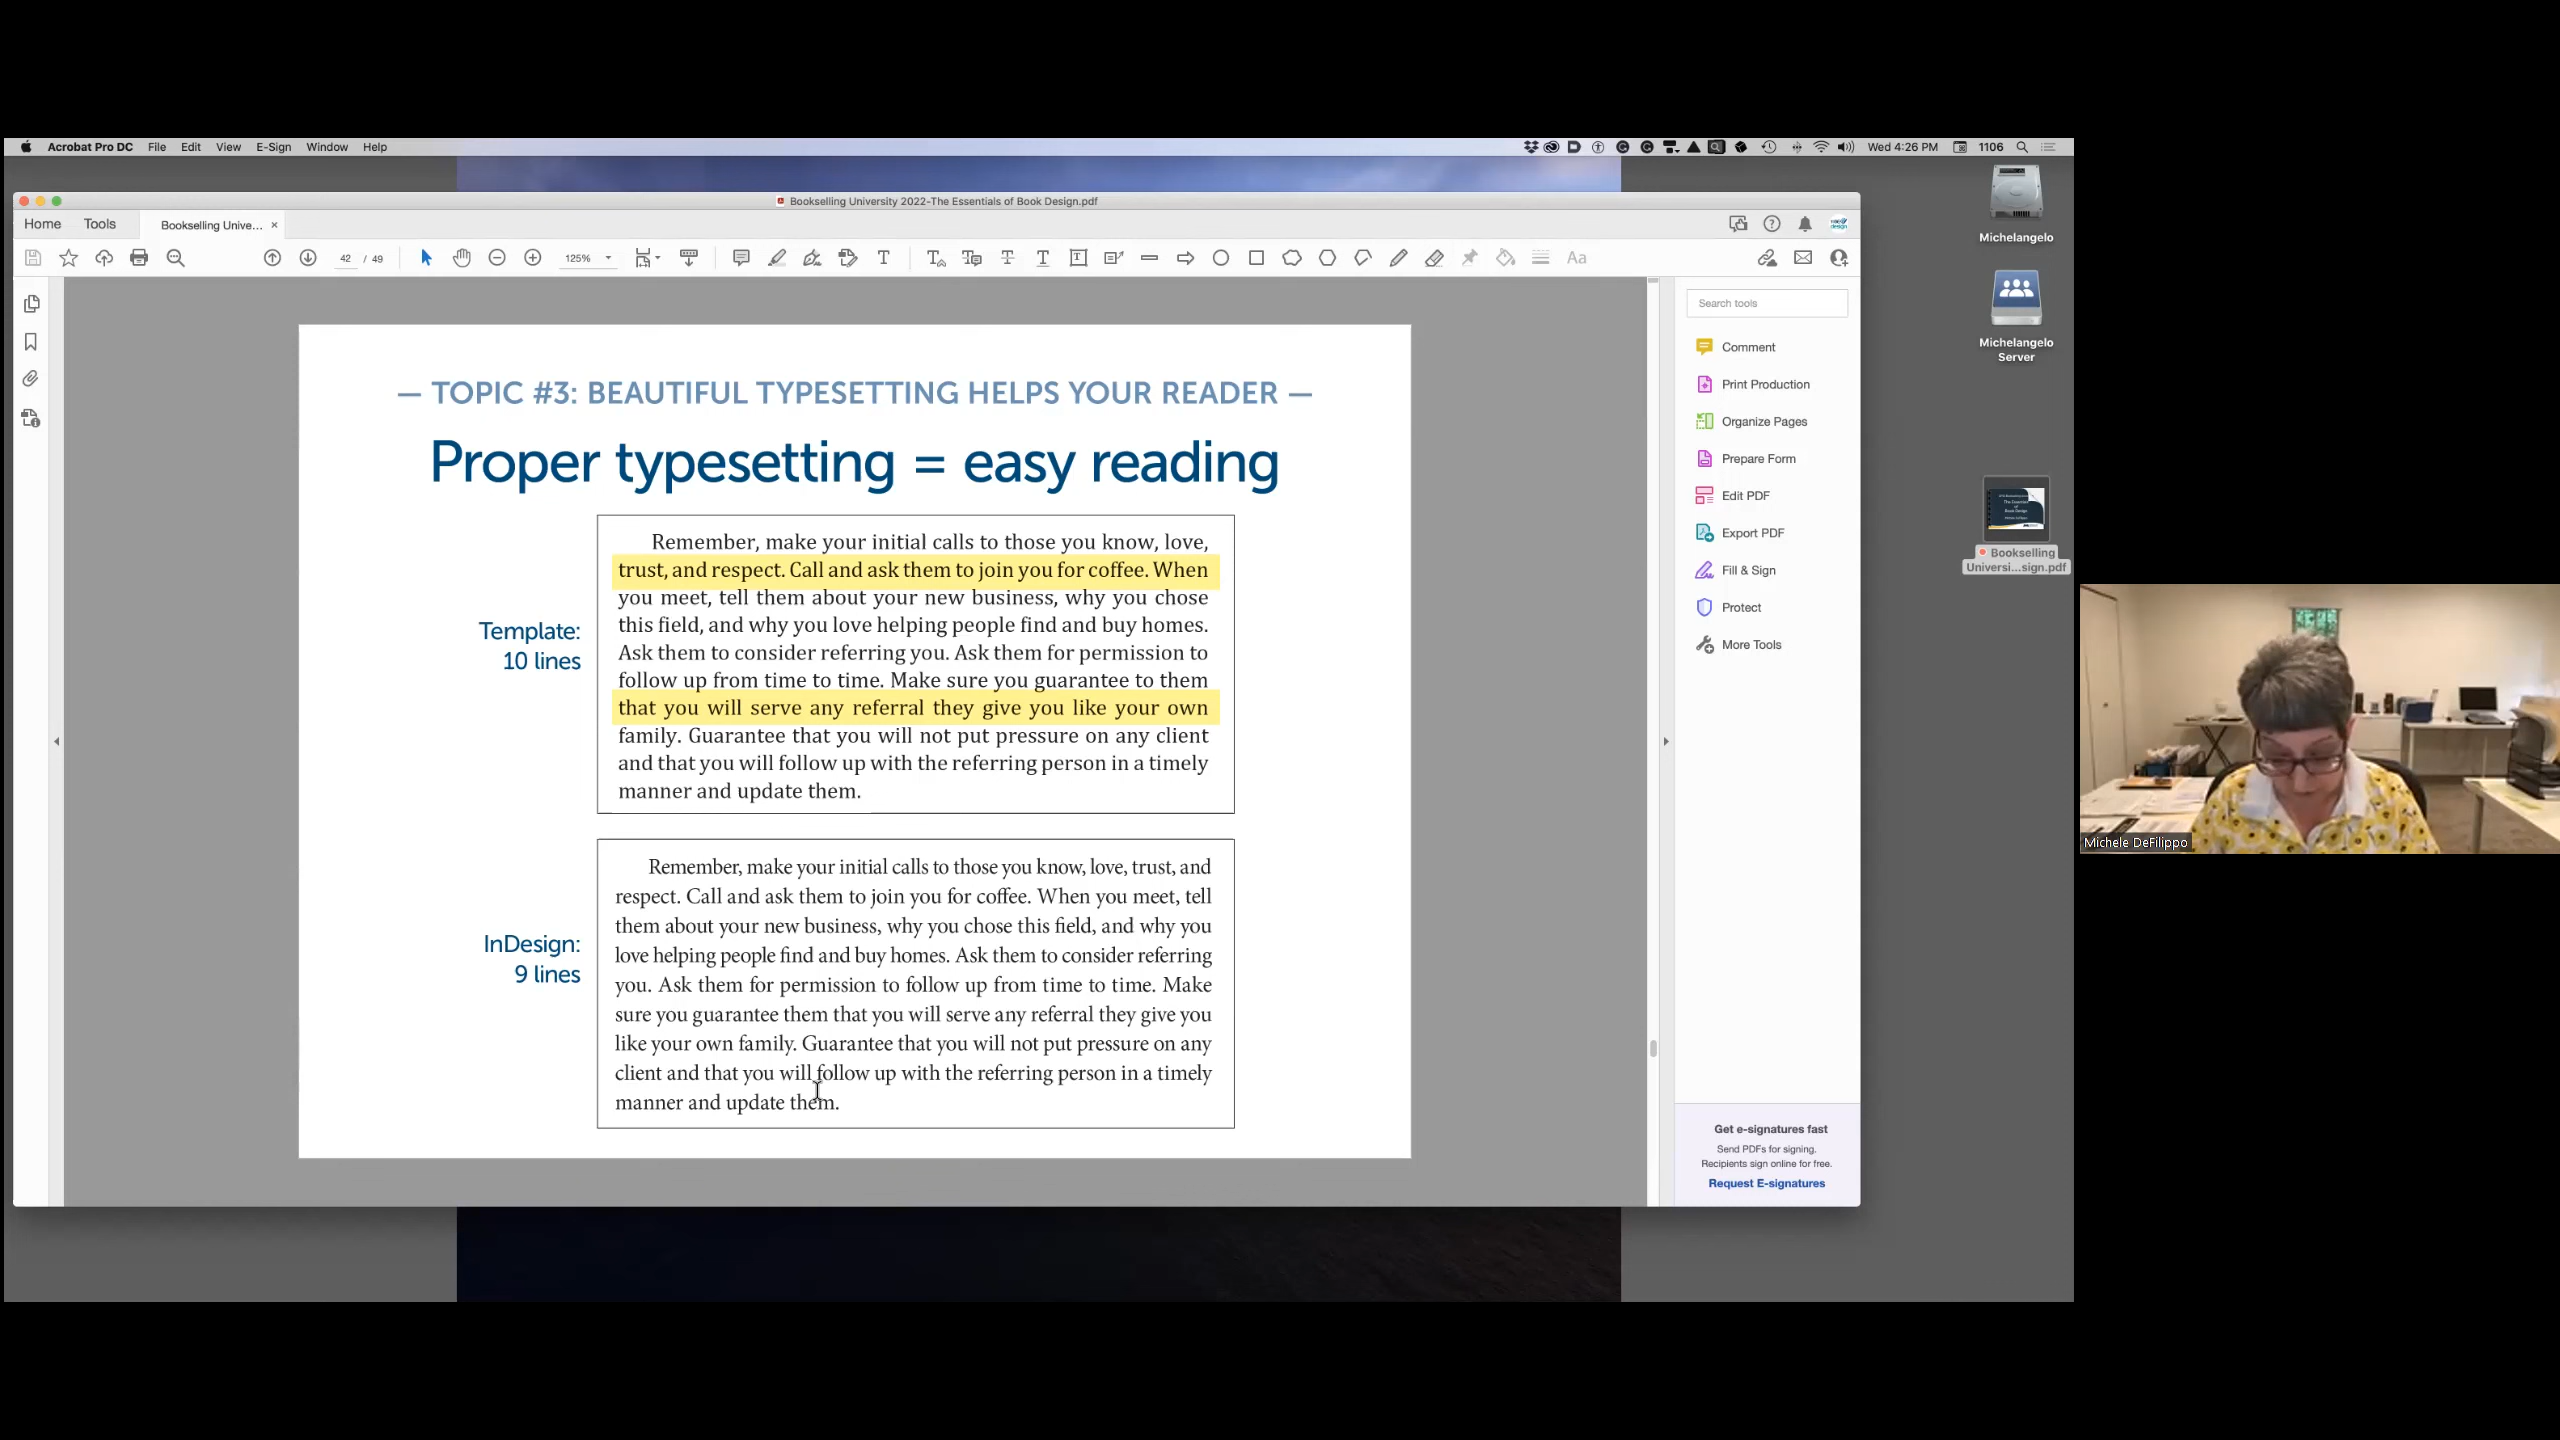 Acrobat Pro DC File Edit View E-Sign Window Help
Wed 4:26 PM 1106
Bookselling University 2022-The Essentials of Book Design.pdf
Home Tools Bookselling Unive... ×
42 / 49 125%
Aa
— TOPIC #3: BEAUTIFUL TYPESETTING HELPS YOUR READER —
Proper typesetting = easy reading
Template:
10 lines
Remember, make your initial calls to those you know, love,
trust, and respect. Call and ask them to join you for coffee. When
you meet, tell them about your new business, why you chose
this field, and why you love helping people find and buy homes.
Ask them to consider referring you. Ask them for permission to
follow up from time to time. Make sure you guarantee to them
that you will serve any referral they give you like your own
family. Guarantee that you will not put pressure on any client
and that you will follow up with the referring person in a timely
manner and update them.
InDesign:
9 lines
Remember, make your initial calls to those you know, love, trust, and
respect. Call and ask them to join you for coffee. When you meet, tell
them about your new business, why you chose this field, and why you
love helping people find and buy homes. Ask them to consider referring
you. Ask them for permission to follow up from time to time. Make
sure you guarantee them that you will serve any referral they give you
like your own family. Guarantee that you will not put pressure on any
client and that you will follow up with the referring person in a timely
manner and update them.
Search tools
Comment
Print Production
Organize Pages
Prepare Form
Edit PDF
Export PDF
Fill & Sign
Protect
More Tools
Get e-signatures fast
Send PDFs for signing.
Recipients sign online for free.
Request E-signatures
Michelangelo
Michelangelo
Server
The Essentials
of
Book Design
Bookselling
Universi...sign.pdf
Michele DeFilippo